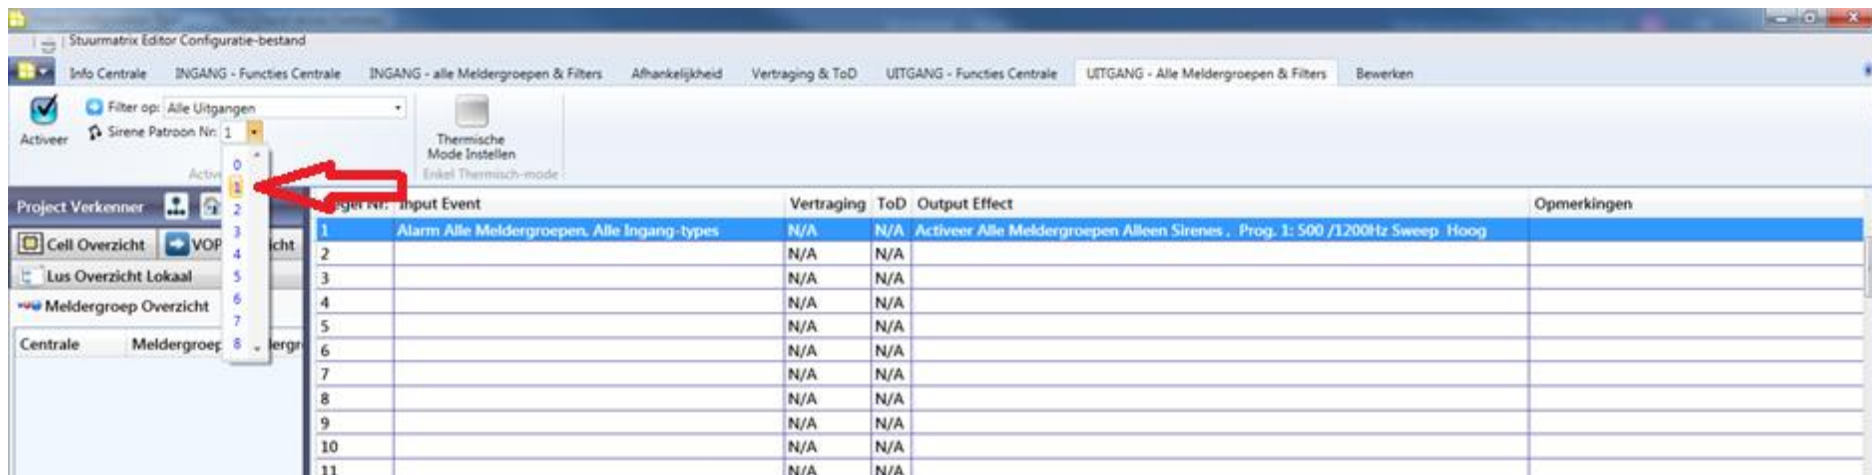 Stuurmatrix Editor Configuratie-bestand
Info Centrale INGANG - Functies Centrale INGANG - alle Meldergroepen & Filters Afhankelijkheid Vertraging & ToD UITGANG - Functies Centrale UITGANG - Alle Meldergroepen & Filters Bewerken
Activeer
Filter op: Alle Uitgangen
Sirene Patroon Nr: 1
Thermische
Mode Instellen
Enkel Thermisch-mode
0
1
2
3
4
5
6
7
8
Project Verkenner
Cell Overzicht
Lus Overzicht Lokaal
Meldergroep Overzicht
Centrale
Nr: Input Event Vertraging ToD Output Effect Opmerkingen
1 Alarm Alle Meldergroepen, Alle Ingang-types N/A N/A Activeer Alle Meldergroepen Alleen Sirenes , Prog. 1: 500 /1200Hz Sweep Hoog
2 N/A N/A
3 N/A N/A
4 N/A N/A
5 N/A N/A
6 N/A N/A
7 N/A N/A
8 N/A N/A
9 N/A N/A
10 N/A N/A
11 N/A N/A